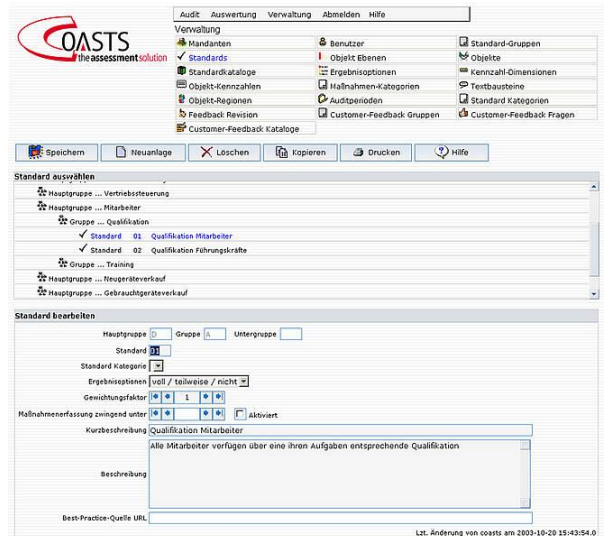 Audit Auswertung Verwaltung Abmelden Hilfe
COASTS
the assessment solution
Verwaltung
Mandanten Benutzer Standard-Gruppen
Standards Objekt Ebenen Objekte
Standardkataloge Ergebnisoptionen Kennzahl-Dimensionen
Objekt-Kennzahlen Maßnahmen-Kategorien Textbausteine
Objekt-Regionen Auditperioden Standard Kategorien
Feedback Revision Customer-Feedback Gruppen Customer-Feedback Fragen
Customer-Feedback Kataloge
Speichern Neuanlage Löschen Kopieren Drucken Hilfe
Standard auswählen
Hauptgruppe ... Vertriebssteuerung
Hauptgruppe ... Mitarbeiter
Gruppe ... Qualifikation
Standard 01 Qualifikation Mitarbeiter
Standard 02 Qualifikation Führungskräfte
Gruppe ... Training
Hauptgruppe ... Neugeräteverkauf
Hauptgruppe ... Gebrauchtgeräteverkauf
Standard bearbeiten
Hauptgruppe D Gruppe A Untergruppe
Standard 01
Standard Kategorie
Ergebnisoptionen voll / teilweise / nicht
Gewichtungsfaktor 1
Maßnahmenerfassung zwingend unter Aktiviert
Kurzbeschreibung Qualifikation Mitarbeiter
Alle Mitarbeiter verfügen über eine ihren Aufgaben entsprechende Qualifikation
Beschreibung
Best-Practice-Quelle URL
Lzt. Änderung von coasts am 2003-10-20 15:43:54.0